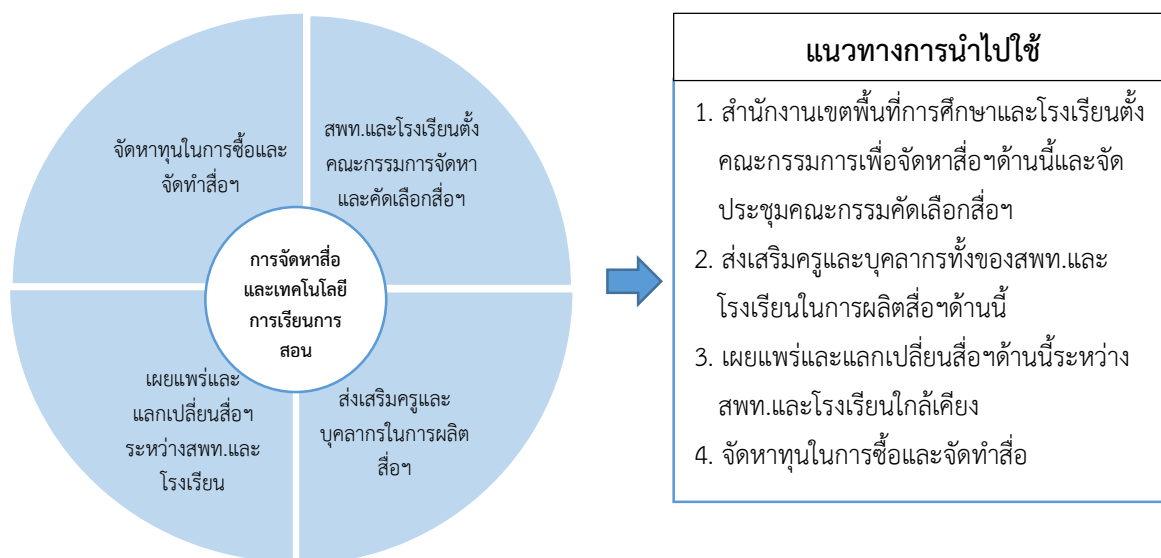 จัดหาทุนในการซื้อและ
จัดทำสื่อฯ
สพท.และโรงเรียนตั้ง
คณะกรรมการจัดหา
และคัดเลือกสื่อฯ
การจัดหาสื่อ
และเทคโนโลยี
การเรียนการ
สอน
เผยแพร่และ
แลกเปลี่ยนสื่อฯ
ระหว่างสพท.และ
โรงเรียน
ส่งเสริมครูและ
บุคลากรในการผลิต
สื่อฯ
แนวทางการนำไปใช้
1. สำนักงานเขตพื้นที่การศึกษาและโรงเรียนตั้ง
คณะกรรมการเพื่อจัดหาสื่อฯด้านนี้และจัด
ประชุมคณะกรรมคัดเลือกสื่อฯ
2. ส่งเสริมครูและบุคลากรทั้งของสพท.และ
โรงเรียนในการผลิตสื่อฯด้านนี้
3. เผยแพร่และแลกเปลี่ยนสื่อฯด้านนี้ระหว่าง
สพท.และโรงเรียนใกล้เคียง
4. จัดหาทุนในการซื้อและจัดทำสื่อ